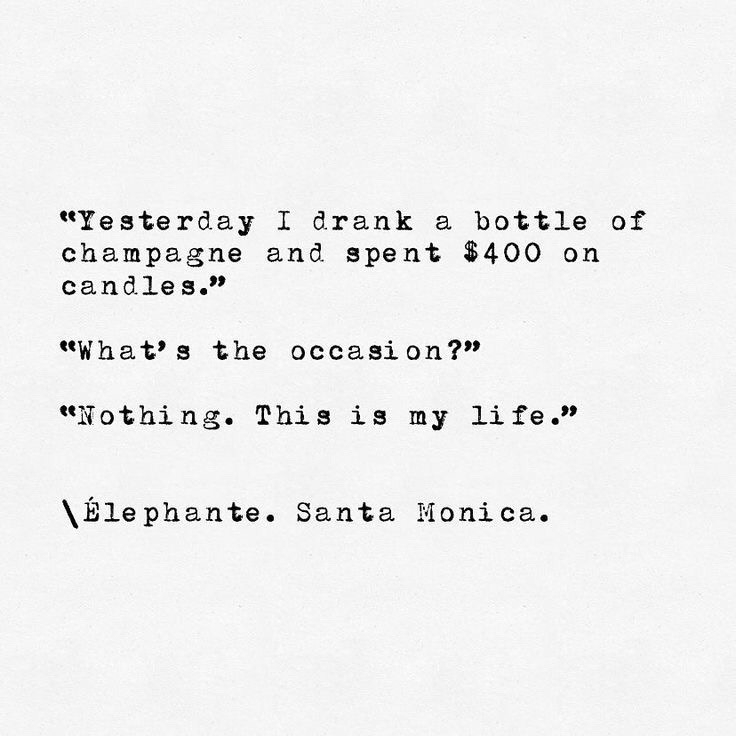 “Yesterday I drank a bottle of
champagne and spent $400 on
candles.”
“What’s the occasion?”
“Nothing. This is my life.”
\Élephante. Santa Monica.